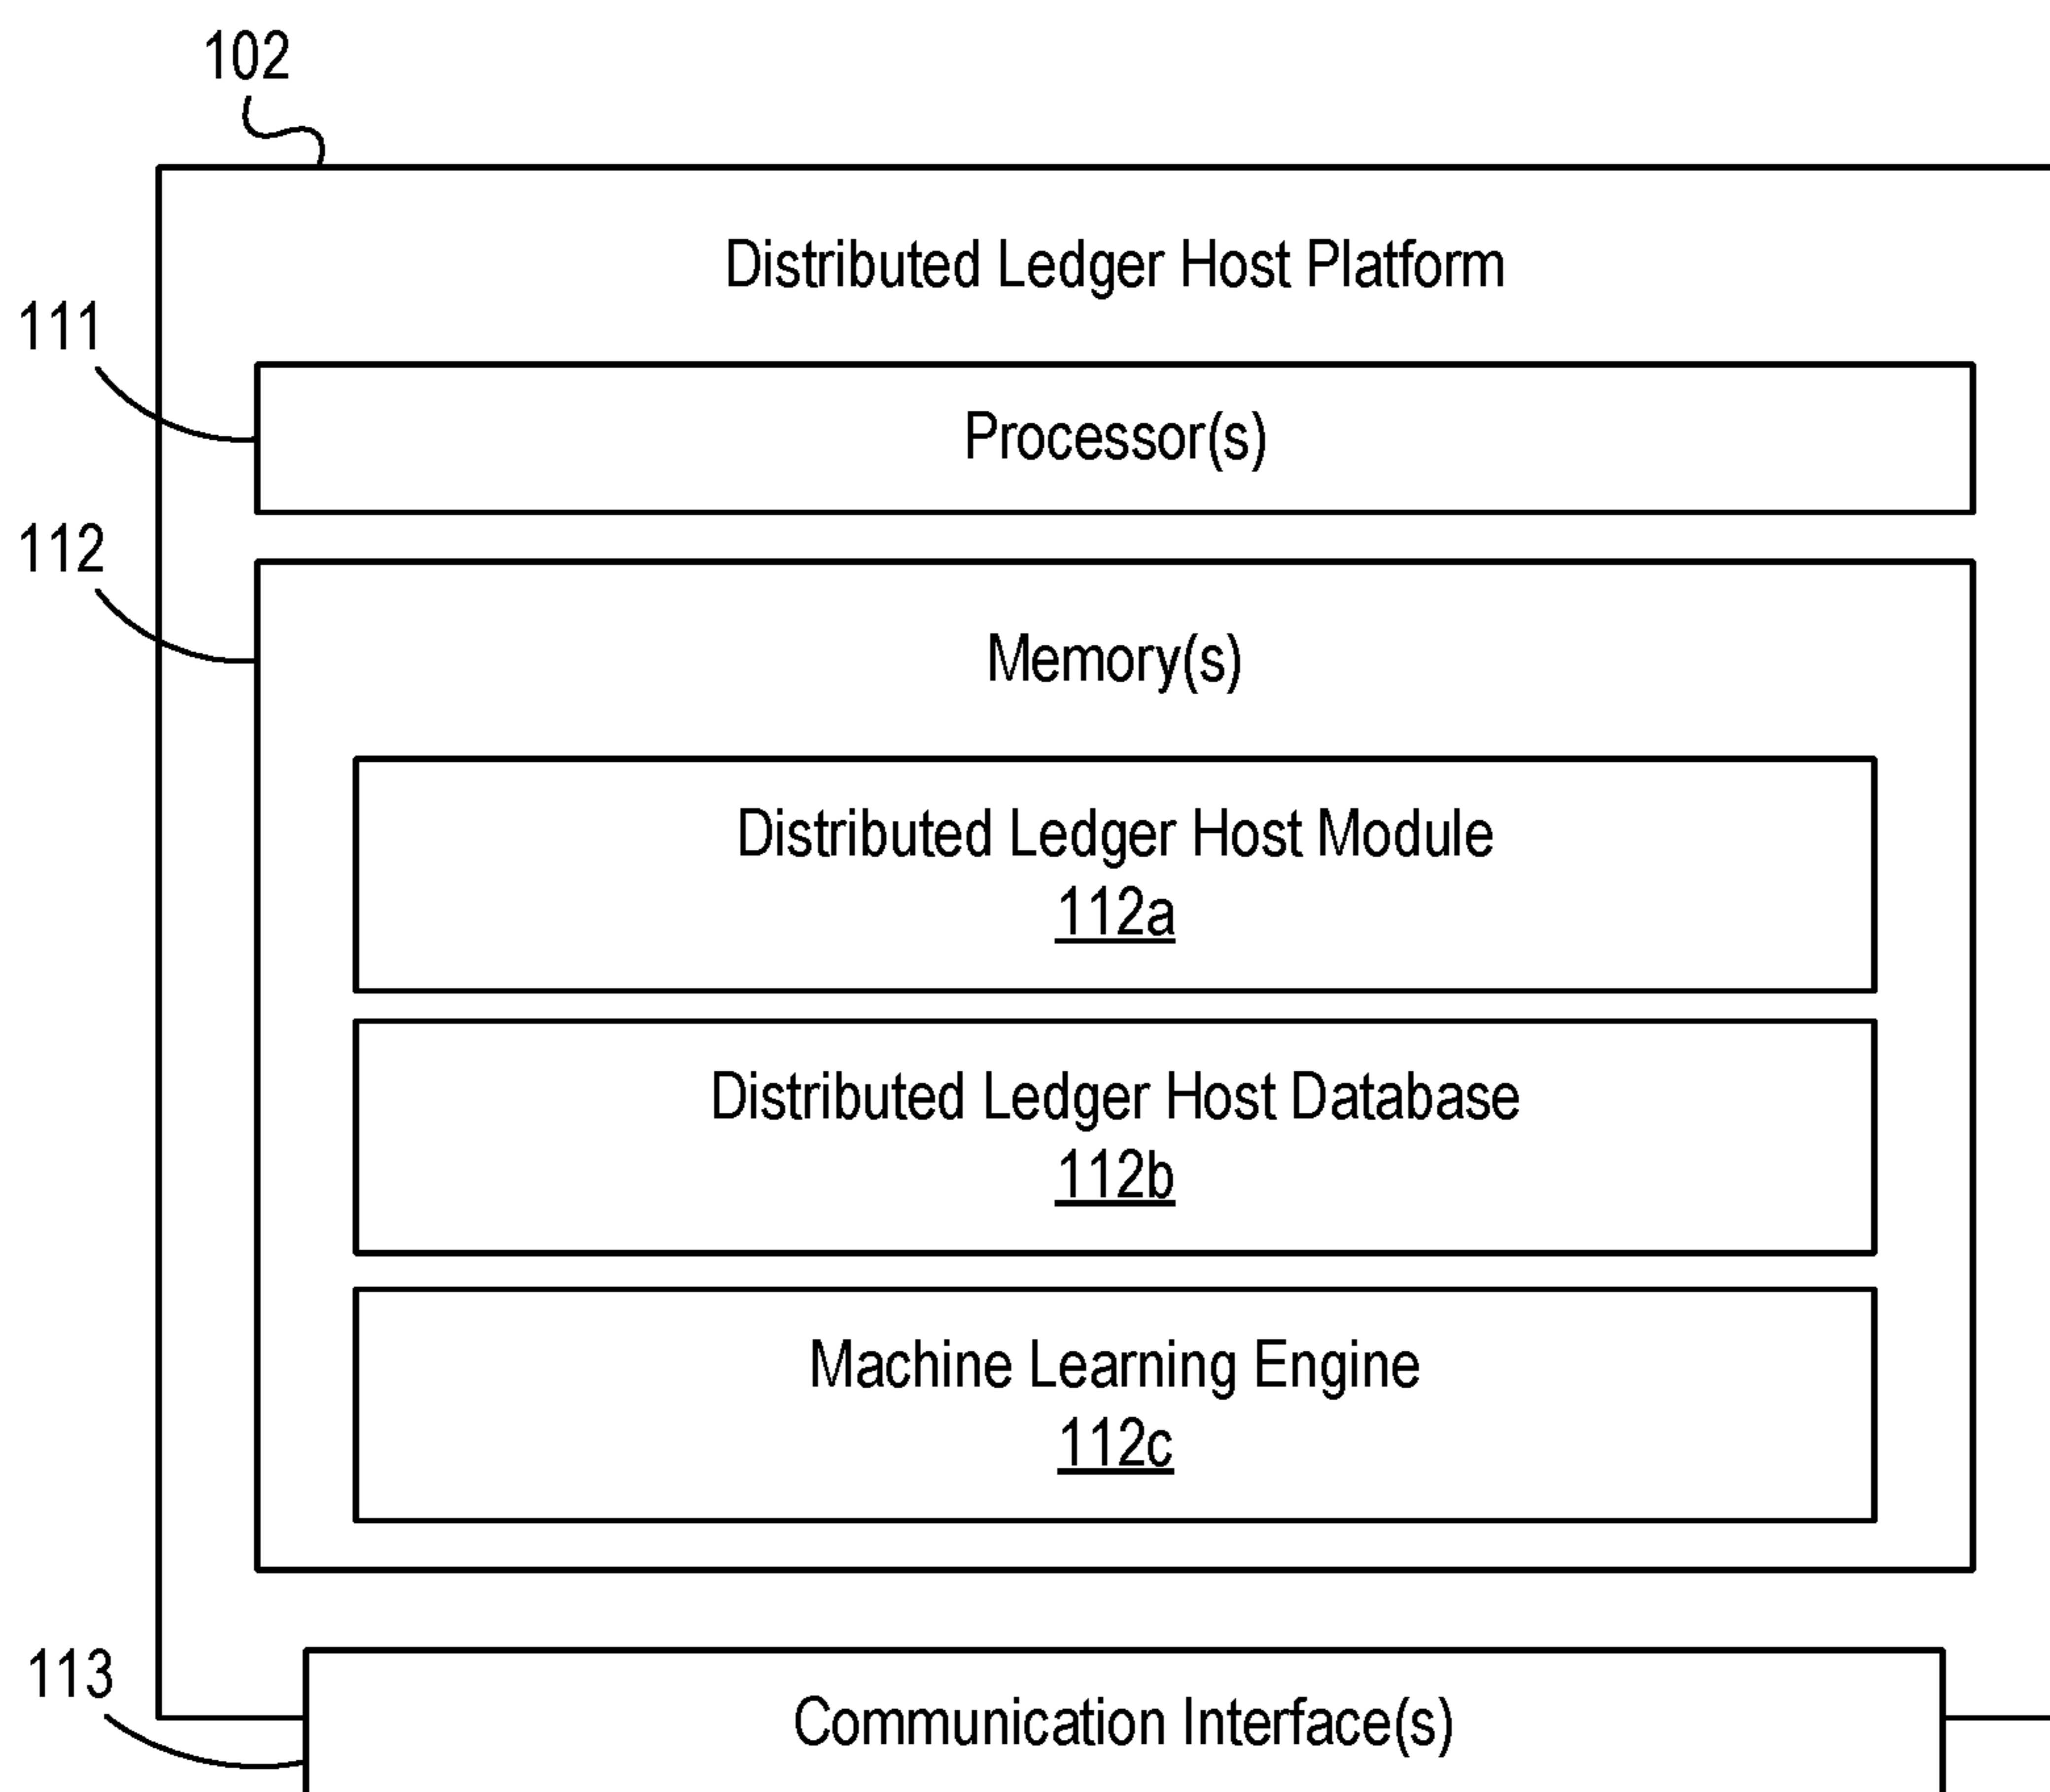 102
Distributed Ledger Host Platform
111
Processor(s)
112
Memory(s)
Distributed Ledger Host Module
112a
Distributed Ledger Host Database
112b
Machine Learning Engine
112c
113
Communication Interface(s)